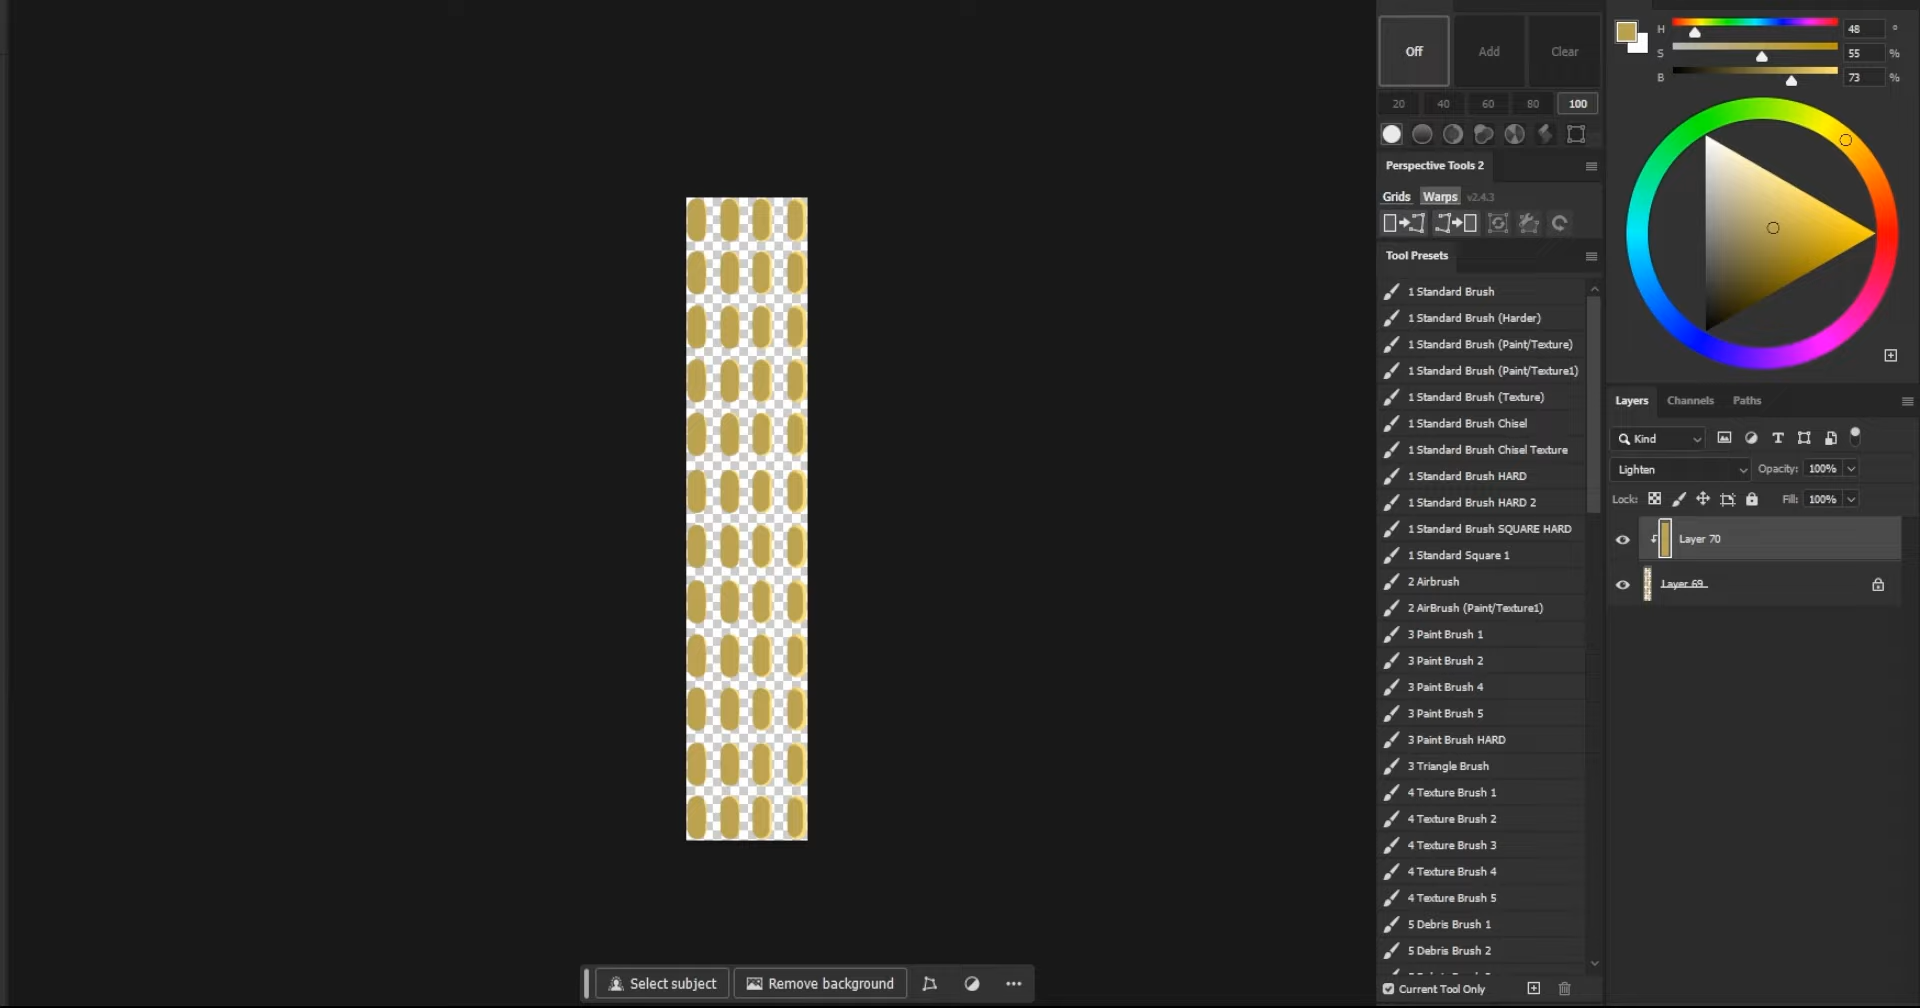 Off Add Clear
20 40 60 80 100
Perspective Tools 2
Grids Warps v2.4.3
Tool Presets
1 Standard Brush
1 Standard Brush (Harder)
1 Standard Brush (Paint/Texture)
1 Standard Brush (Paint/Texture1)
1 Standard Brush (Texture)
1 Standard Brush Chisel
1 Standard Brush Chisel Texture
1 Standard Brush HARD
1 Standard Brush HARD 2
1 Standard Brush SQUARE HARD
1 Standard Square 1
2 Airbrush
2 AirBrush (Paint/Texture1)
3 Paint Brush 1
3 Paint Brush 2
3 Paint Brush 4
3 Paint Brush 5
3 Paint Brush HARD
3 Triangle Brush
4 Texture Brush 1
4 Texture Brush 2
4 Texture Brush 3
4 Texture Brush 4
4 Texture Brush 5
5 Debris Brush 1
5 Debris Brush 2
Current Tool Only
H 48 °
S 55 %
B 73 %
Layers Channels Paths
Kind
Lighten Opacity: 100%
Lock: Fill: 100%
Layer 70
Layer 69
Select subject Remove background